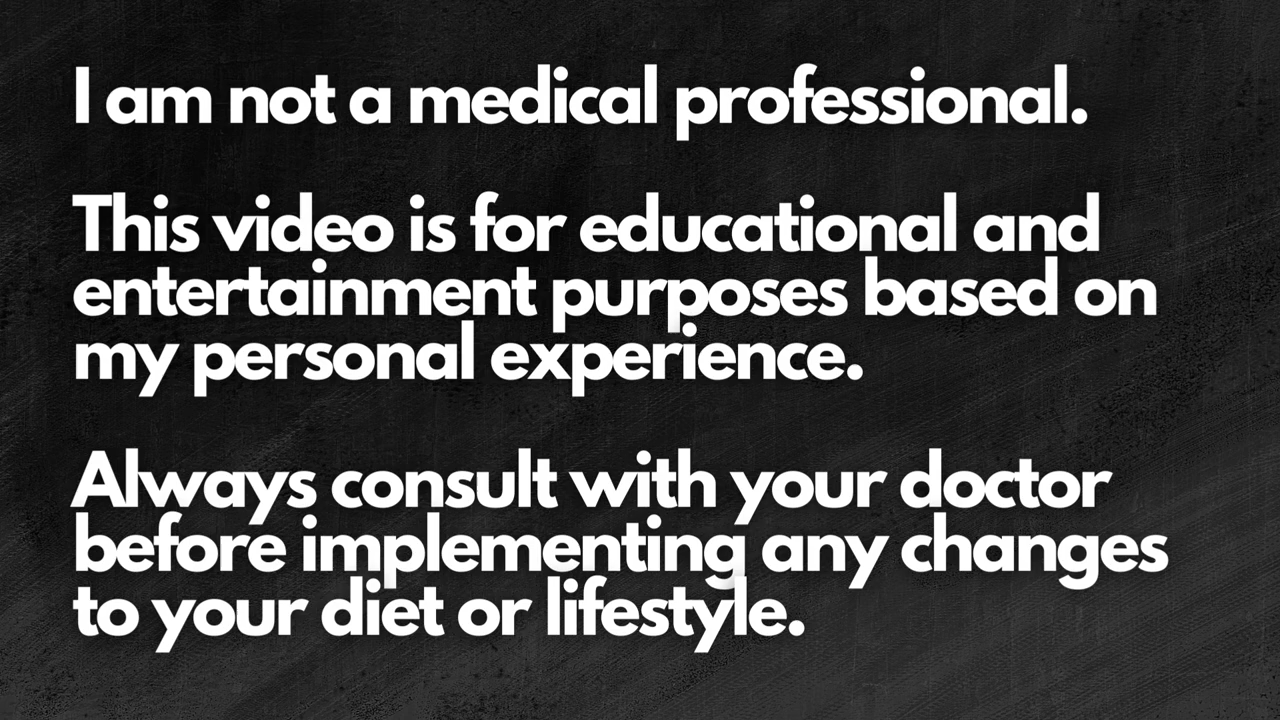 I am not a medical professional.
This video is for educational and
entertainment purposes based on
my personal experience.
Always consult with your doctor
before implementing any changes
to your diet or lifestyle.